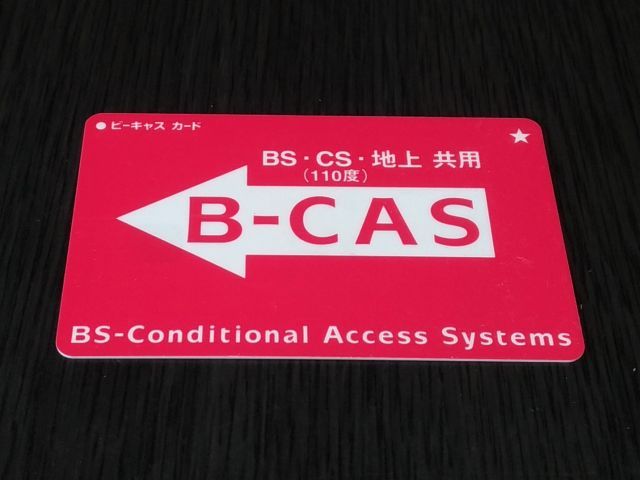 ● ビーキャス カード
★
BS・CS・地上 共用
(110度)
B-CAS
BS-Conditional Access Systems